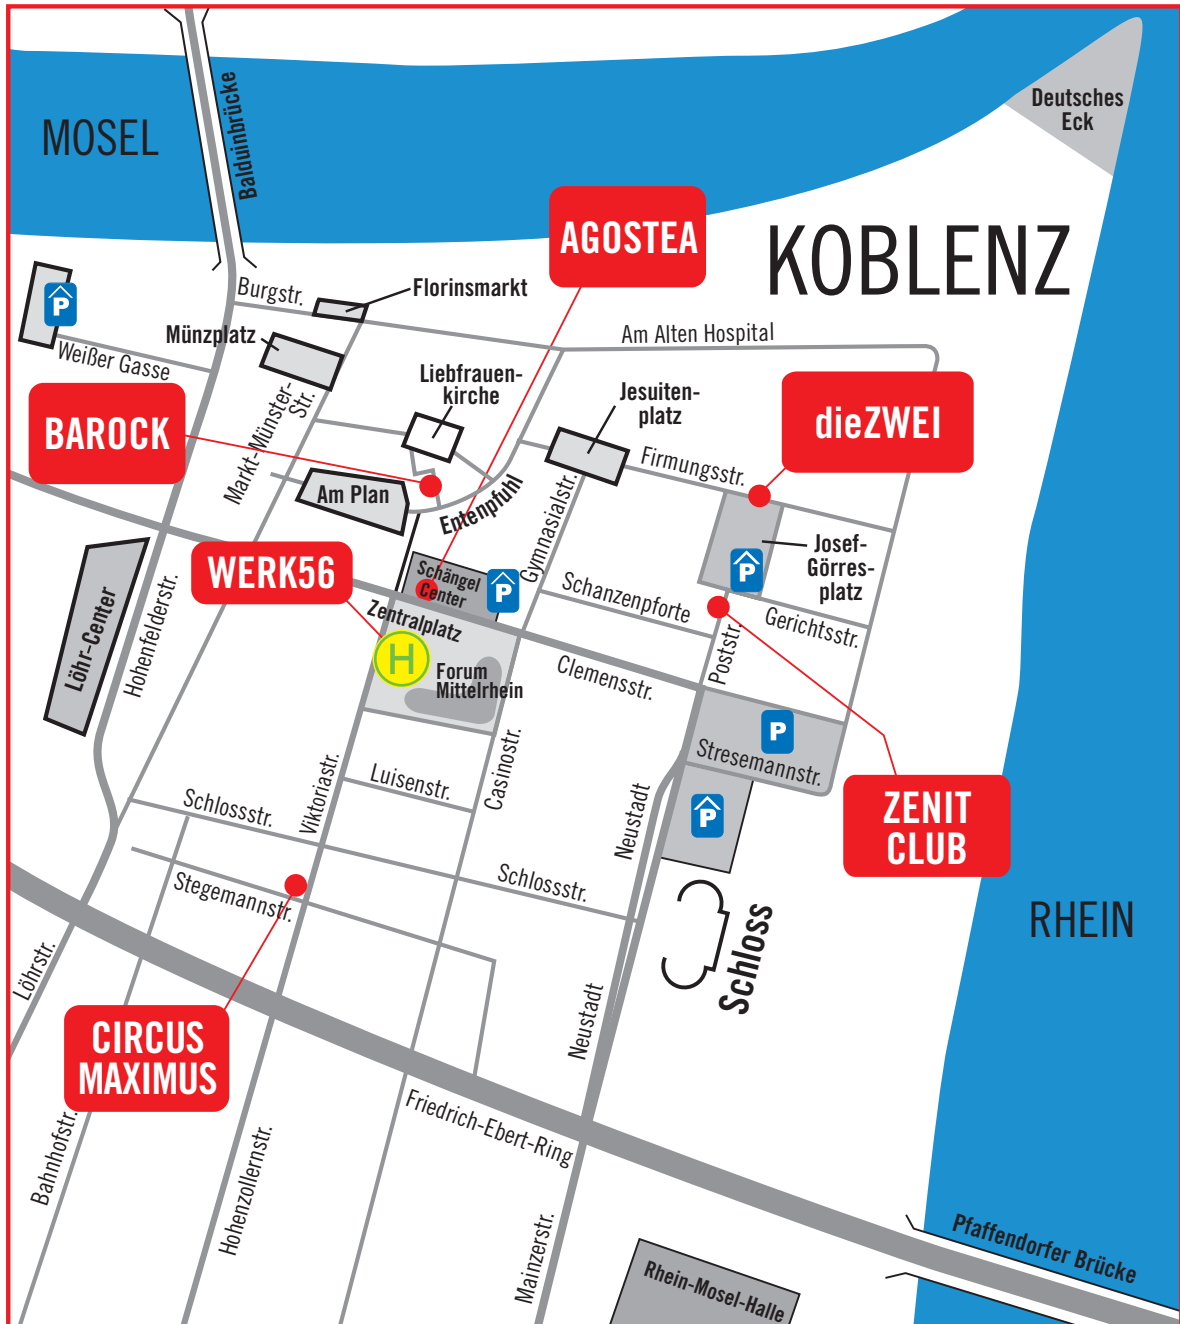 MOSEL
Balduinbrücke
Deutsches
Eck
AGOSTEA
KOBLENZ
Burgstr.
Florinsmarkt
P
Weißer Gasse
Münzplatz
Am Alten Hospital
Liebfrauen-
kirche
Jesuiten-
platz
dieZWEI
BAROCK
Markt-Münster-
Str.
Firmungsstr.
Am Plan
Entenpfuhl
Gymnasialstr.
WERK56
Schängel
Center
P
Josef-
Görres-
platz
P
Löhr-Center
Hohenfelderstr.
Zentralplatz
H
Forum
Mittelrhein
Schanzenpforte
Gerichtsstr.
Poststr.
Clemensstr.
P
Stresemannstr.
Viktoriastr.
Luisenstr.
Casinostr.
Schlossstr.
Neustadt
P
ZENIT
CLUB
Stegemannstr.
Schlossstr.
Schloss
RHEIN
Löhrstr.
Neustadt
CIRCUS
MAXIMUS
Friedrich-Ebert-Ring
Bahnhofstr.
Hohenzollernstr.
Mainzerstr.
Pfaffendorfer Brücke
Rhein-Mosel-Halle